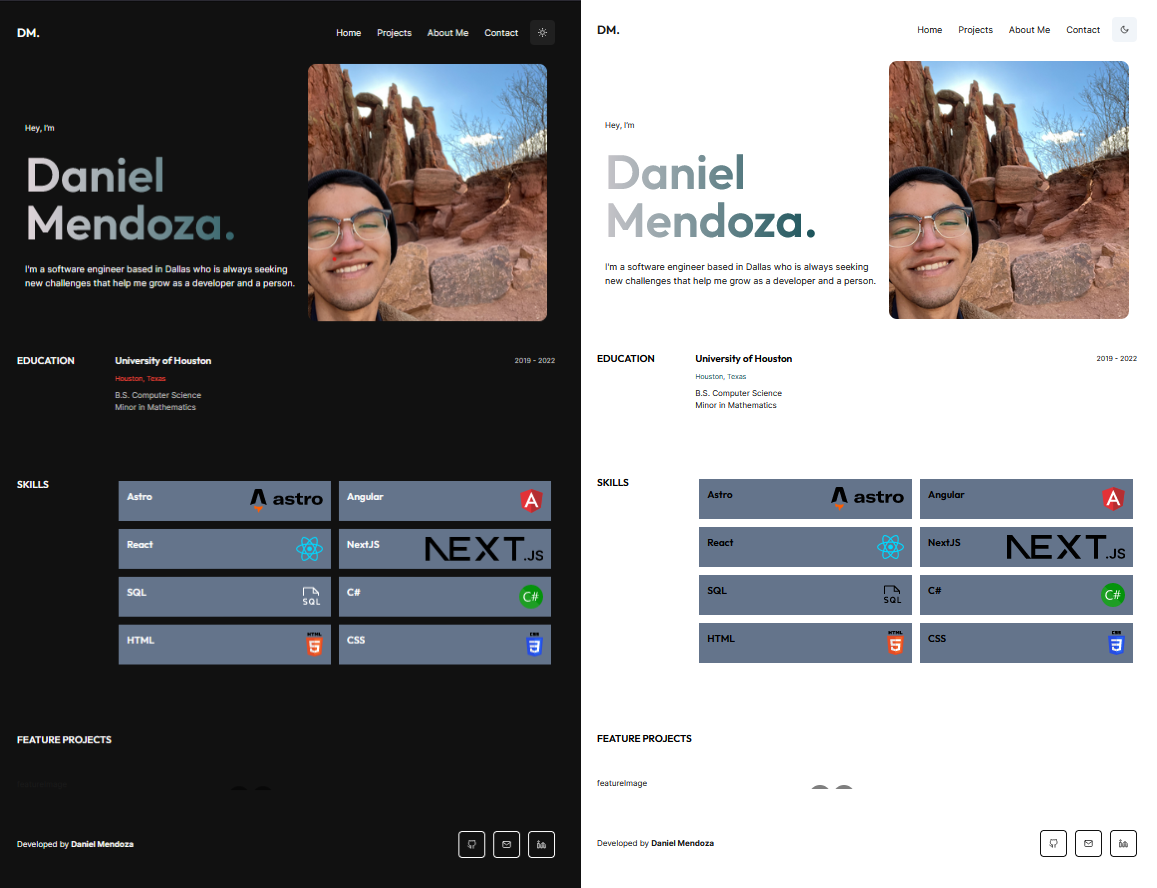 DM.
Home Projects About Me Contact
Hey, I'm
Daniel
Mendoza.
I'm a software engineer based in Dallas who is always seeking
new challenges that help me grow as a developer and a person.
EDUCATION
University of Houston
2019 - 2022
Houston, Texas
B.S. Computer Science
Minor in Mathematics
SKILLS
Astro
astro
Angular
A
React
NextJS
NEXT.JS
SQL
SQL
C#
C#
HTML
HTML
5
CSS
CSS
3
FEATURE PROJECTS
featureImage
Developed by Daniel Mendoza
in
DM.
Home Projects About Me Contact
Hey, I'm
Daniel
Mendoza.
I'm a software engineer based in Dallas who is always seeking
new challenges that help me grow as a developer and a person.
EDUCATION
University of Houston
2019 - 2022
Houston, Texas
B.S. Computer Science
Minor in Mathematics
SKILLS
Astro
astro
Angular
A
React
NextJS
NEXT.JS
SQL
SQL
C#
C#
HTML
HTML
5
CSS
CSS
3
FEATURE PROJECTS
featureImage
Developed by Daniel Mendoza
in